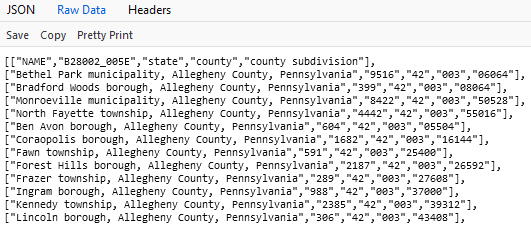 JSON Raw Data Headers
Save Copy Pretty Print
[["NAME","B28002_005E","state","county","county subdivision"],
["Bethel Park municipality, Allegheny County, Pennsylvania","9516","42","003","06064"],
["Bradford Woods borough, Allegheny County, Pennsylvania","399","42","003","08064"],
["Monroeville municipality, Allegheny County, Pennsylvania","8422","42","003","50528"],
["North Fayette township, Allegheny County, Pennsylvania","4442","42","003","55016"],
["Ben Avon borough, Allegheny County, Pennsylvania","604","42","003","05504"],
["Coraopolis borough, Allegheny County, Pennsylvania","1682","42","003","16144"],
["Fawn township, Allegheny County, Pennsylvania","591","42","003","25400"],
["Forest Hills borough, Allegheny County, Pennsylvania","2187","42","003","26592"],
["Frazer township, Allegheny County, Pennsylvania","289","42","003","27608"],
["Ingram borough, Allegheny County, Pennsylvania","988","42","003","37000"],
["Kennedy township, Allegheny County, Pennsylvania","2385","42","003","39312"],
["Lincoln borough, Allegheny County, Pennsylvania","306","42","003","43408"],